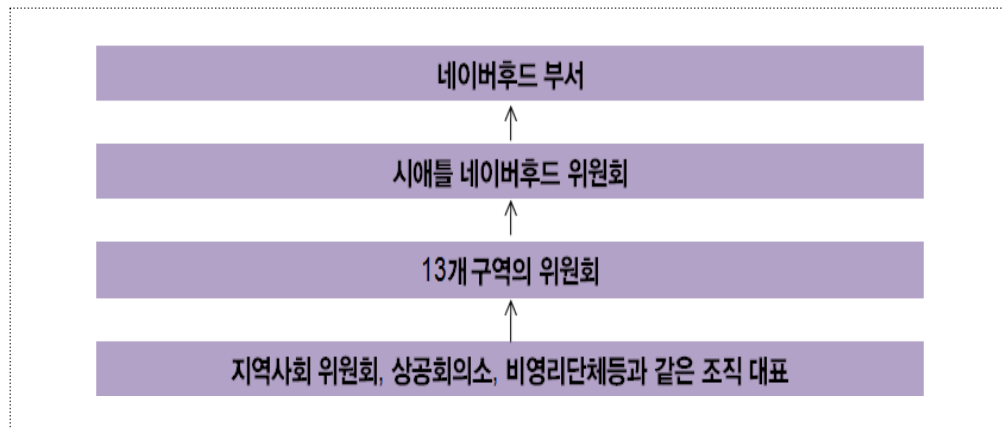 네이버후드 부서
시애틀 네이버후드 위원회
13개 구역의 위원회
지역사회 위원회, 상공회의소, 비영리단체등과 같은 조직 대표